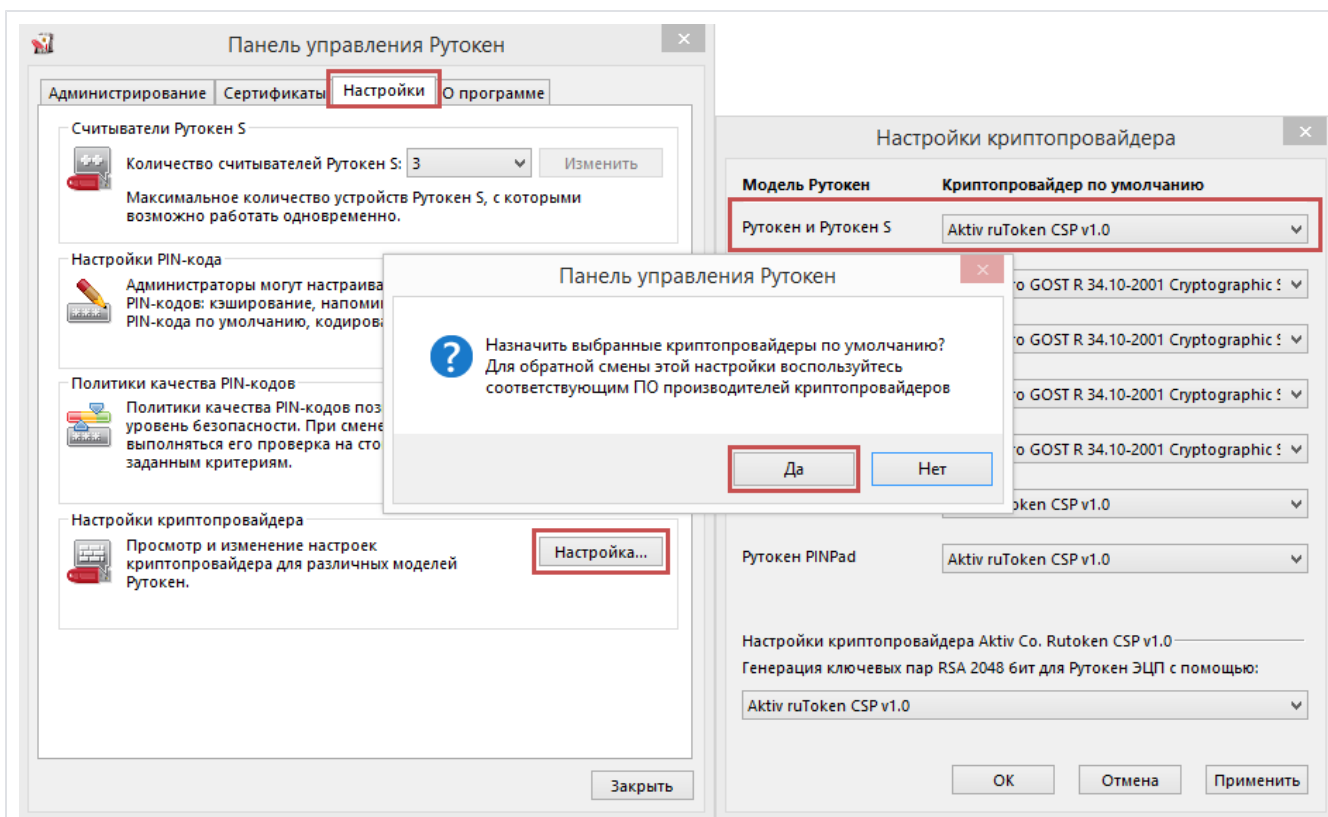 Панель управления Рутокен
Администрирование Сертификаты Настройки О программе
Считыватели Рутокен S
Количество считывателей Рутокен S: 3 Изменить
Максимальное количество устройств Рутокен S, с которыми
возможно работать одновременно.
Настройки PIN-кода
Администраторы могут
PIN-кодов: кэширование,
PIN-кода по умолчанию,
Политики качества PIN-кодов
Политики качества PIN-кодов
уровень безопасности. При
выполняться его проверка на
заданным критериям.
Настройки криптопровайдера
Просмотр и изменение настроек
криптопровайдера для различных моделей
Рутокен.
Настройка...
Закрыть
Панель управления Рутокен
Назначить выбранные криптопровайдеры по умолчанию?
Для обратной смены этой настройки воспользуйтесь
соответствующим ПО производителей криптопровайдеров
Да Нет
Настройки криптопровайдера
Модель Рутокен Криптопровайдер по умолчанию
Рутокен и Рутокен S Aktiv ruToken CSP v1.0
GOST R 34.10-2001 Cryptographic
GOST R 34.10-2001 Cryptographic
GOST R 34.10-2001 Cryptographic
GOST R 34.10-2001 Cryptographic
CSP v1.0
Рутокен PINPad Aktiv ruToken CSP v1.0
Настройки криптопровайдера Aktiv Co. Rutoken CSP v1.0
Генерация ключевых пар RSA 2048 бит для Рутокен ЭЦП с помощью:
Aktiv ruToken CSP v1.0
ОК Отмена Применить